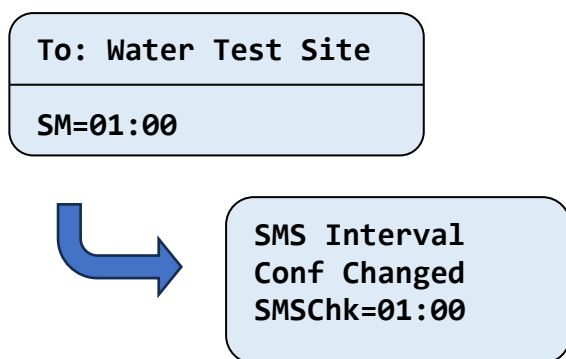 To: Water Test Site
SM=01:00
SMS Interval
Conf Changed
SMSChk=01:00